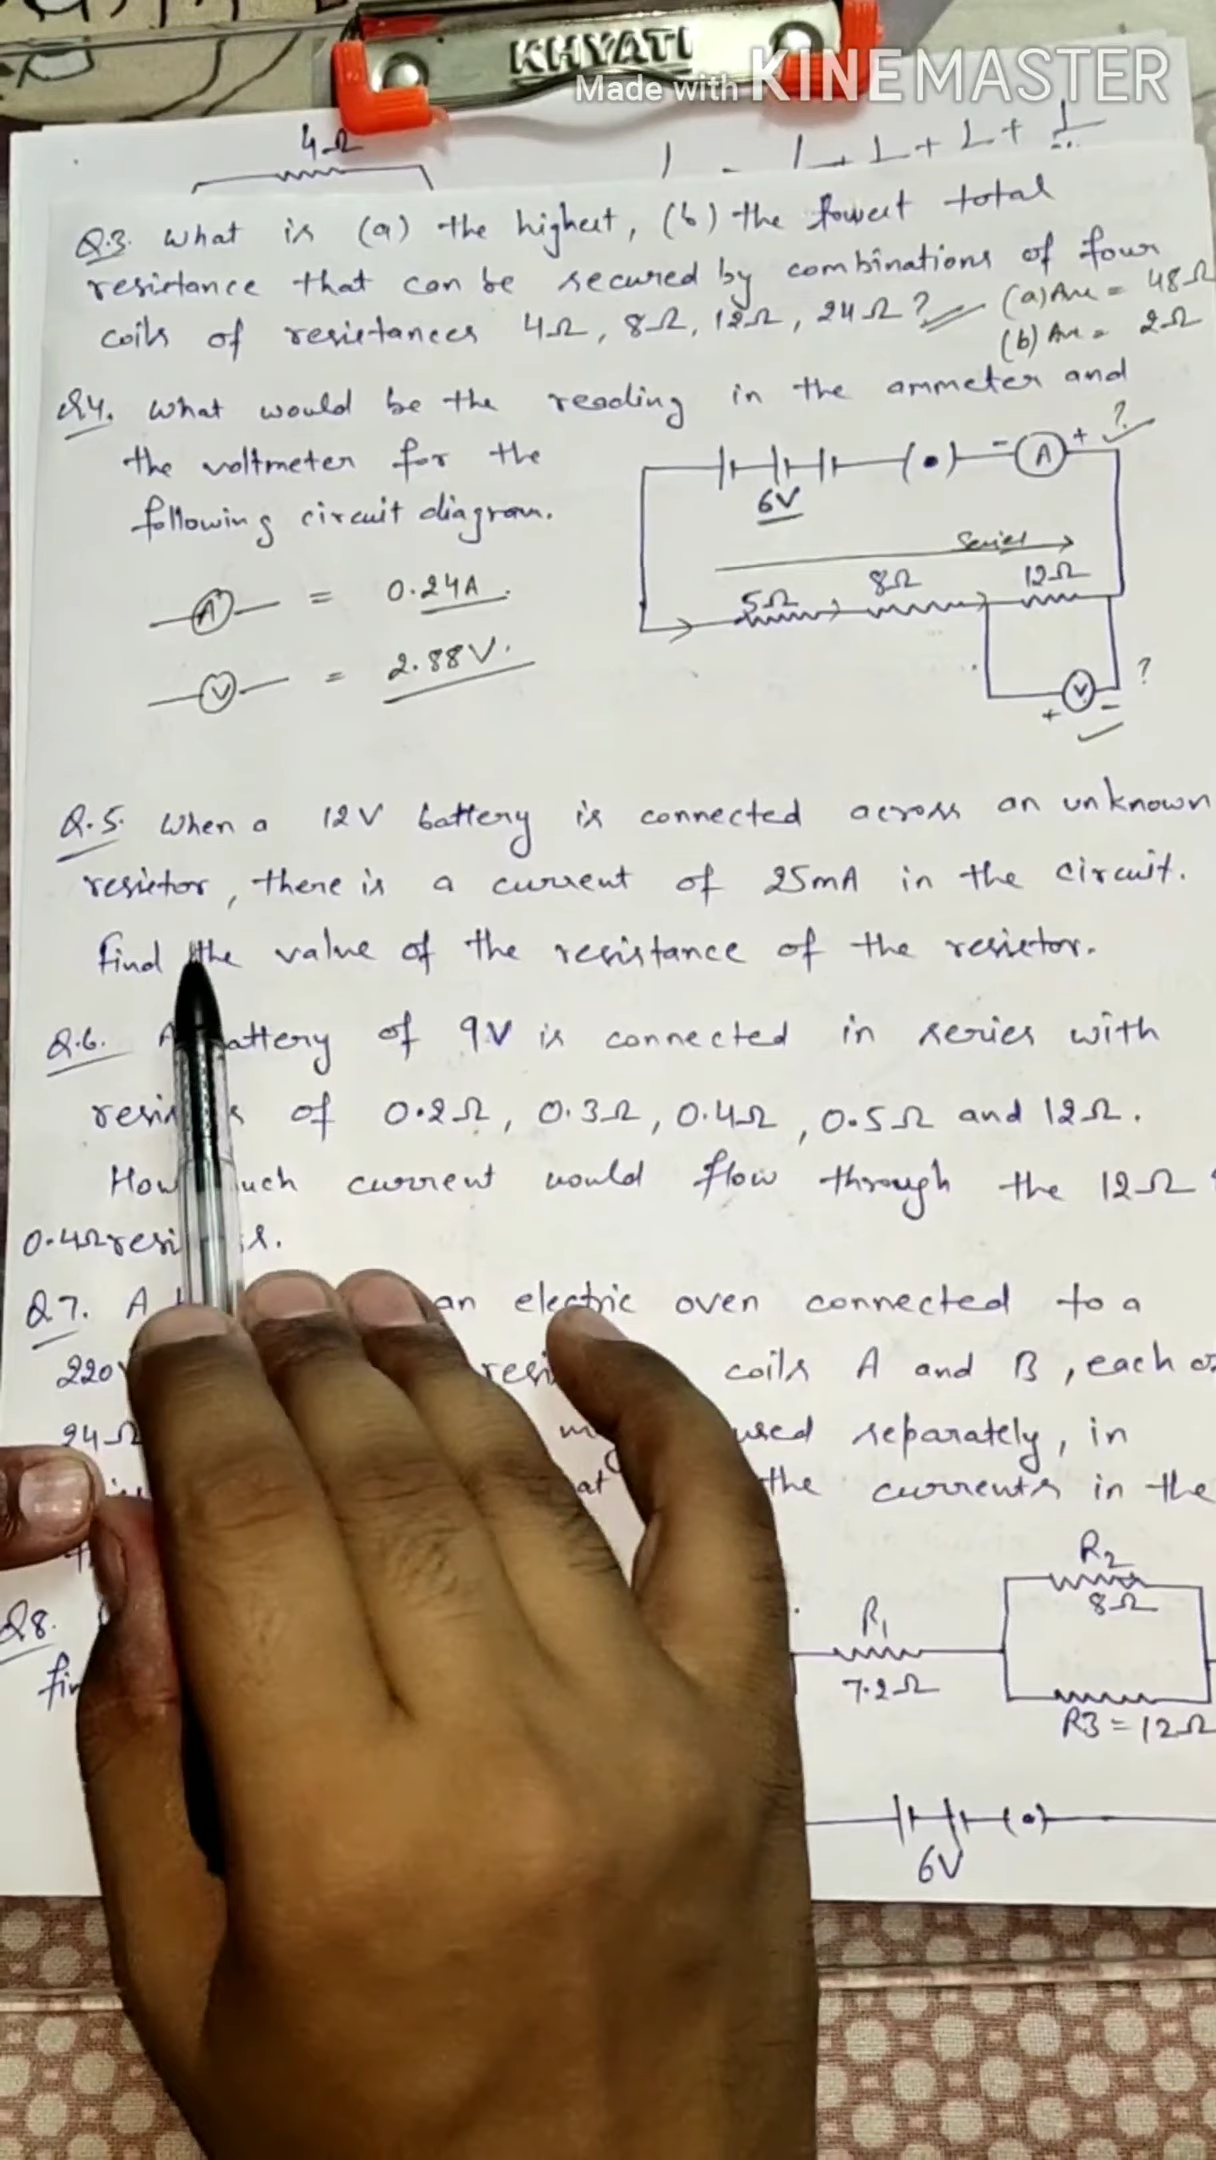 KHYATI
Made with KINEMASTER
4Ω
Q.3. What is (a) the highest, (b) the lowest total
resistance that can be secured by combinations of four
coils of resistances 4Ω, 8Ω, 12Ω, 24Ω?
(a) Ans = 48Ω
(b) Ans = 2Ω
Q4. What would be the reading in the ammeter and
the voltmeter for the
following circuit diagram.
- A + ?
6V
Series
5Ω 8Ω 12Ω
+ V - ?
A = 0.24A.
V = 2.88V.
Q.5. When a 12V battery is connected across an unknown
resistor, there is a current of 25mA in the circuit.
Find the value of the resistance of the resistor.
Q.6. A battery of 9V is connected in series with
of 0.2Ω, 0.3Ω, 0.4Ω, 0.5Ω and 12Ω.
How much current would flow through the 12Ω
0.4Ω
Q7. A an electric oven connected to a
220 coils A and B, each
24Ω used separately, in
the currents in the
Q8.
R2
8Ω
R1
7.2Ω
R3 = 12Ω
6V